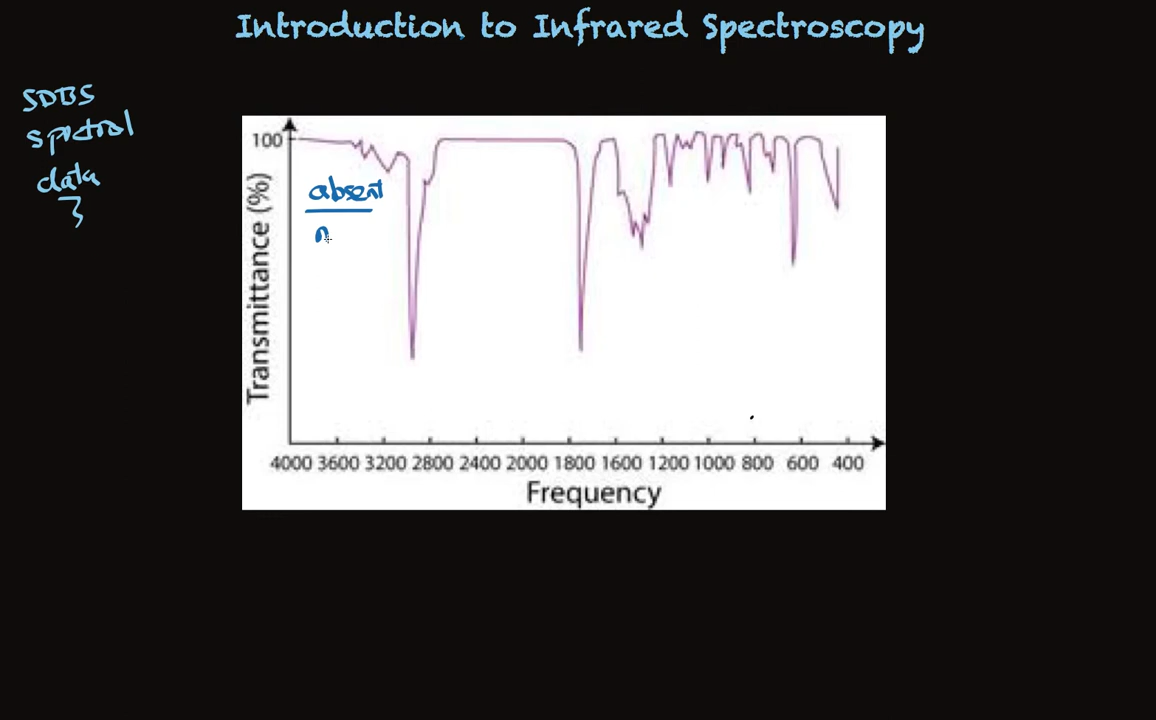 Introduction to Infrared Spectroscopy
SDBS
spectral
data
100
absent
Transmittance (%)
4000 3600 3200 2800 2400 2000 1800 1600 1200 1000 800 600 400
Frequency